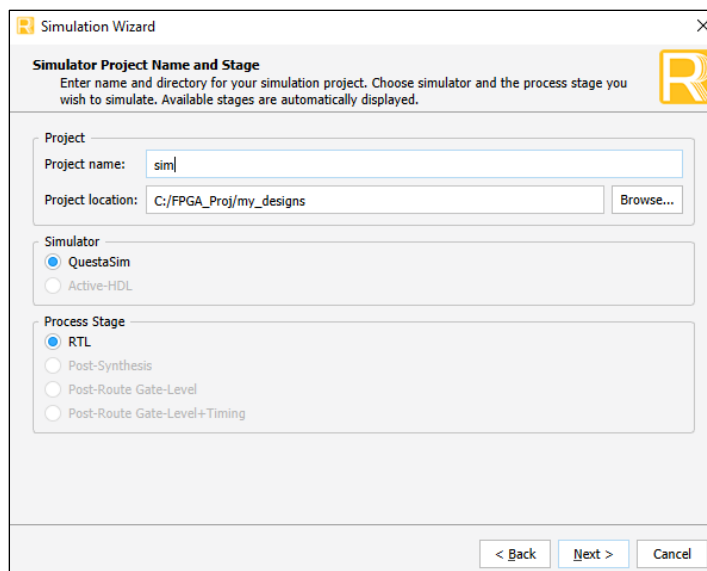 Simulation Wizard
Simulator Project Name and Stage
Enter name and directory for your simulation project. Choose simulator and the process stage you
wish to simulate. Available stages are automatically displayed.
Project
Project name: sim
Project location: C:/FPGA_Proj/my_designs Browse...
Simulator
QuestaSim
Active-HDL
Process Stage
RTL
Post-Synthesis
Post-Route Gate-Level
Post-Route Gate-Level+Timing
< Back Next > Cancel